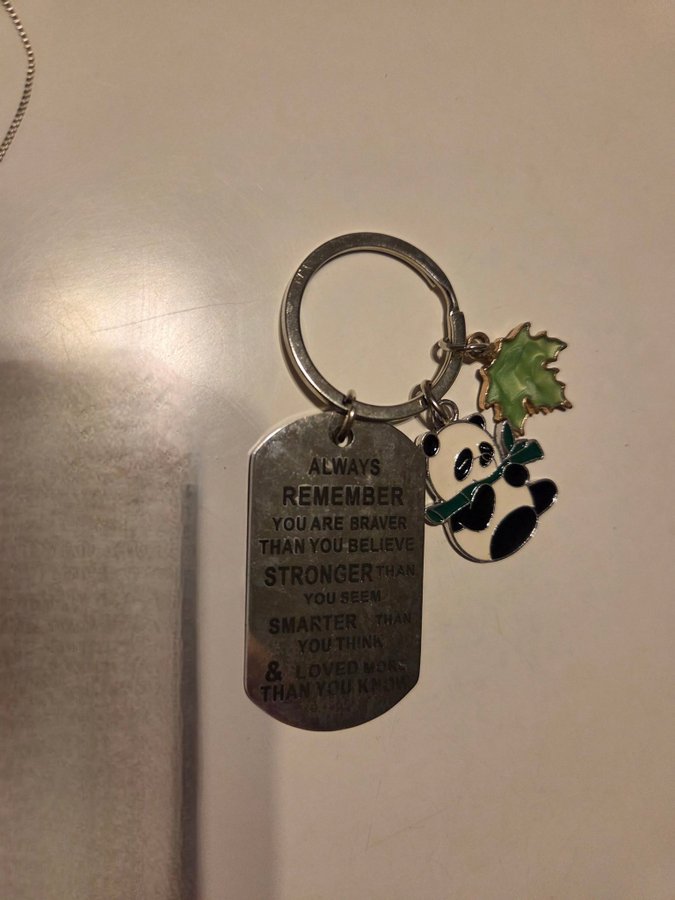 ALWAYS
REMEMBER
YOU ARE BRAVER
THAN YOU BELIEVE
STRONGER THAN
YOU SEEM
SMARTER THAN
YOU THINK
& LOVED MORE
THAN YOU KNOW